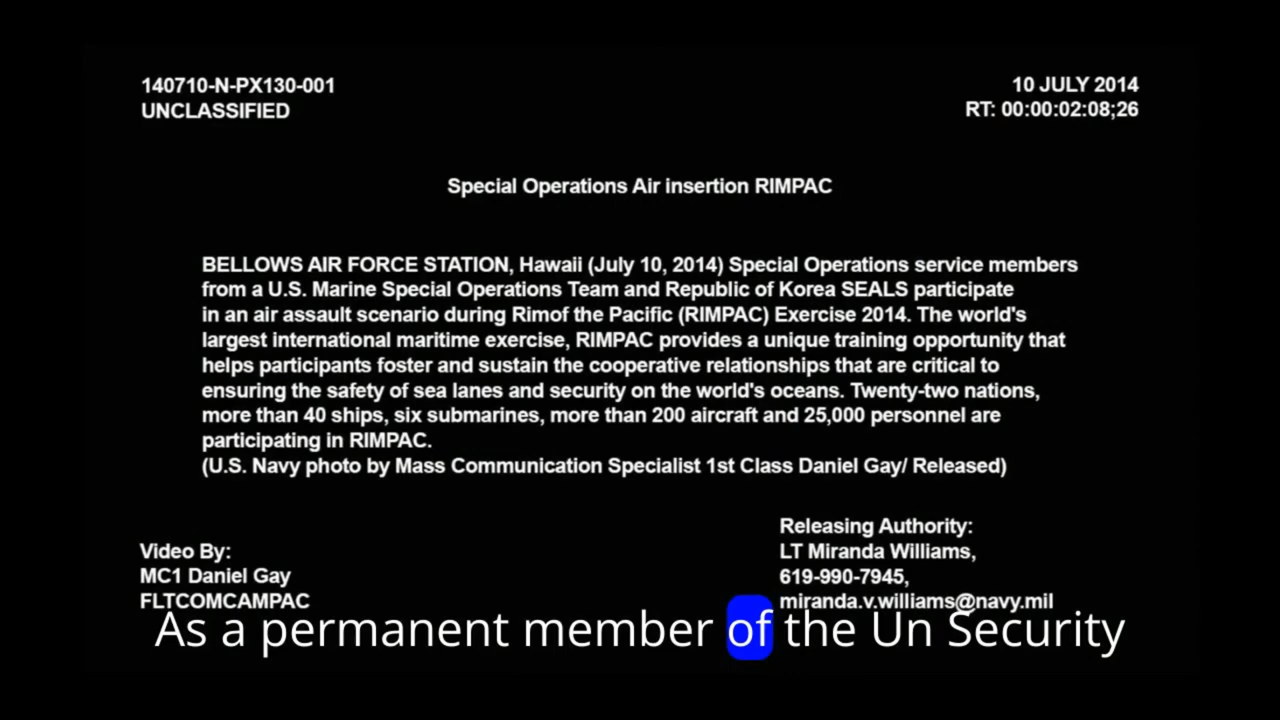 140710-N-PX130-001
UNCLASSIFIED
10 JULY 2014
RT: 00:00:02:08;26
Special Operations Air insertion RIMPAC
BELLOWS AIR FORCE STATION, Hawaii (July 10, 2014) Special Operations service members
from a U.S. Marine Special Operations Team and Republic of Korea SEALS participate
in an air assault scenario during Rimof the Pacific (RIMPAC) Exercise 2014. The world's
largest international maritime exercise, RIMPAC provides a unique training opportunity that
helps participants foster and sustain the cooperative relationships that are critical to
ensuring the safety of sea lanes and security on the world's oceans. Twenty-two nations,
more than 40 ships, six submarines, more than 200 aircraft and 25,000 personnel are
participating in RIMPAC.
(U.S. Navy photo by Mass Communication Specialist 1st Class Daniel Gay/ Released)
Video By:
MC1 Daniel Gay
FLTCOMCAMPAC
Releasing Authority:
LT Miranda Williams,
619-990-7945,
miranda.v.williams@navy.mil
As a permanent member of the Un Security